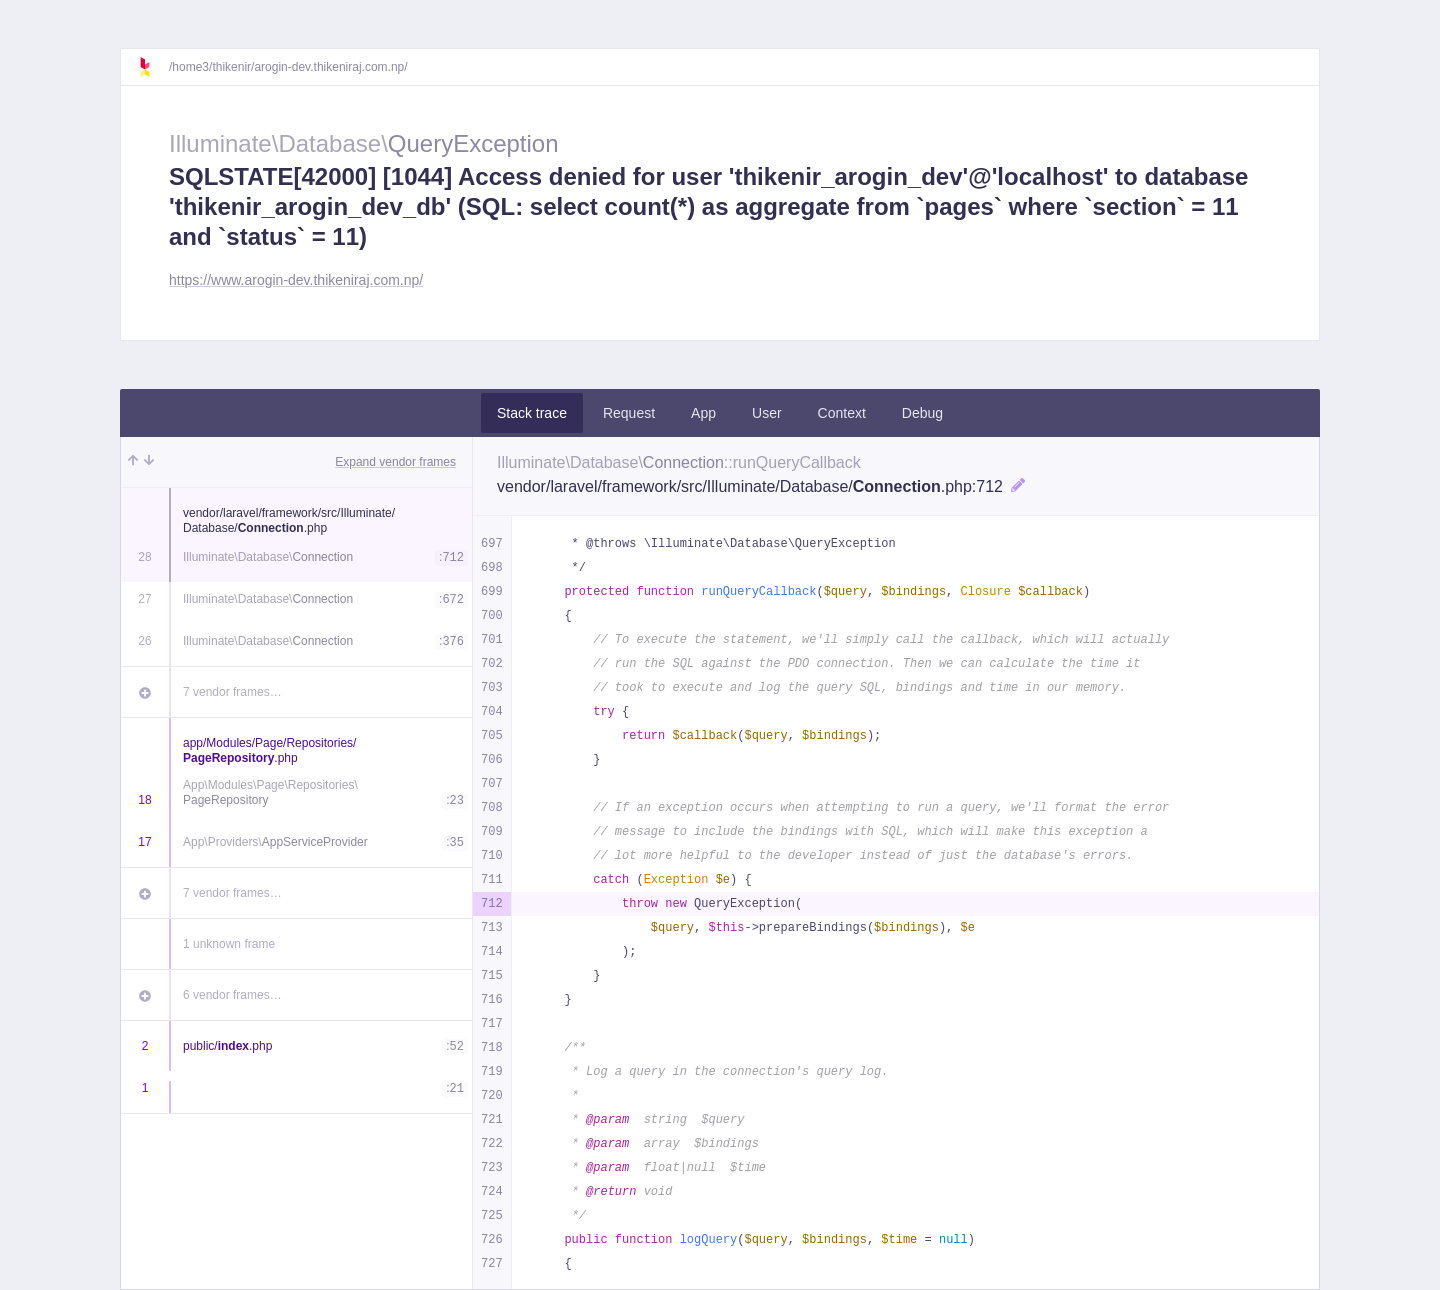 /home3/thikenir/arogin-dev.thikeniraj.com.np/
Illuminate\Database\QueryException
SQLSTATE[42000] [1044] Access denied for user 'thikenir_arogin_dev'@'localhost' to database
'thikenir_arogin_dev_db' (SQL: select count(*) as aggregate from `pages` where `section` = 11
and `status` = 11)
https://www.arogin-dev.thikeniraj.com.np/
Stack trace Request App User Context Debug
Expand vendor frames
vendor/laravel/framework/src/Illuminate/
Database/Connection.php
28 Illuminate\Database\Connection :712
27 Illuminate\Database\Connection :672
26 Illuminate\Database\Connection :376
7 vendor frames…
app/Modules/Page/Repositories/
PageRepository.php
App\Modules\Page\Repositories\
18 PageRepository :23
17 App\Providers\AppServiceProvider :35
7 vendor frames…
1 unknown frame
6 vendor frames…
2 public/index.php :52
1 :21
Illuminate\Database\Connection::runQueryCallback
vendor/laravel/framework/src/Illuminate/Database/Connection.php:712
697 * @throws \Illuminate\Database\QueryException
698 */
699 protected function runQueryCallback($query, $bindings, Closure $callback)
700 {
701 // To execute the statement, we'll simply call the callback, which will actually
702 // run the SQL against the PDO connection. Then we can calculate the time it
703 // took to execute and log the query SQL, bindings and time in our memory.
704 try {
705 return $callback($query, $bindings);
706 }
707
708 // If an exception occurs when attempting to run a query, we'll format the error
709 // message to include the bindings with SQL, which will make this exception a
710 // lot more helpful to the developer instead of just the database's errors.
711 catch (Exception $e) {
712 throw new QueryException(
713 $query, $this->prepareBindings($bindings), $e
714 );
715 }
716 }
717
718 /**
719 * Log a query in the connection's query log.
720 *
721 * @param string $query
722 * @param array $bindings
723 * @param float|null $time
724 * @return void
725 */
726 public function logQuery($query, $bindings, $time = null)
727 {